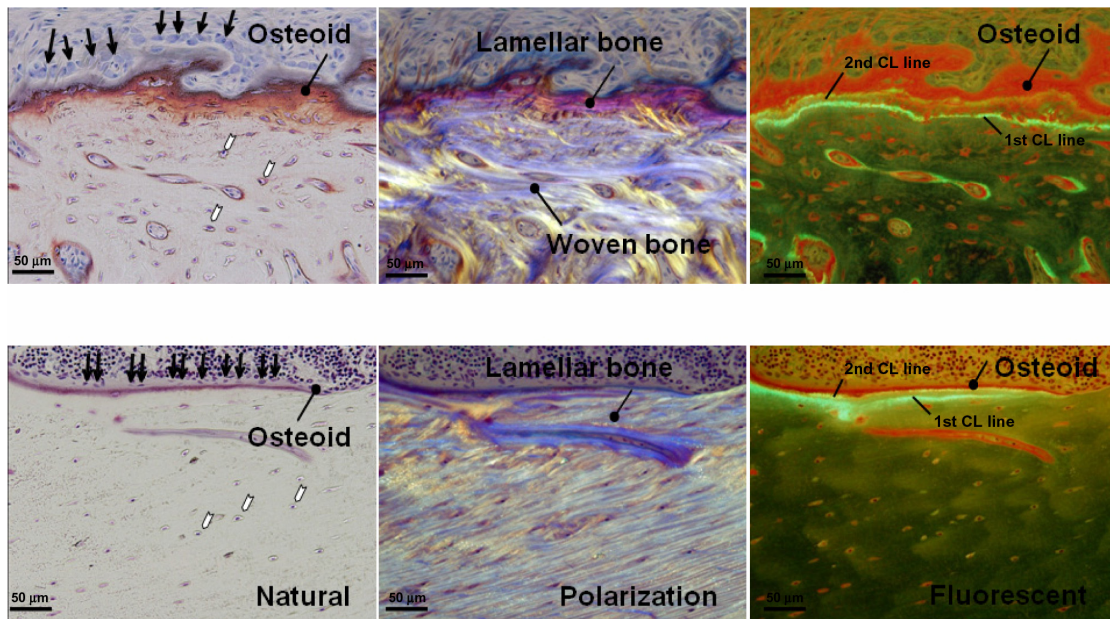 Osteoid
50 µm
Lamellar bone
Woven bone
50 µm
Osteoid
2nd CL line
1st CL line
50 µm
Osteoid
50 µm
Natural
Lamellar bone
50 µm
Polarization
2nd CL line
Osteoid
1st CL line
50 µm
Fluorescent